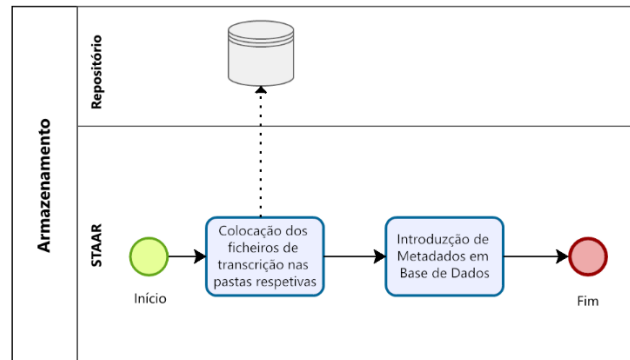 Armazenamento
Repositório
STAAR
Início
Colocação dos
ficheiros de
transcrição nas
pastas respetivas
Introduzção de
Metadados em
Base de Dados
Fim